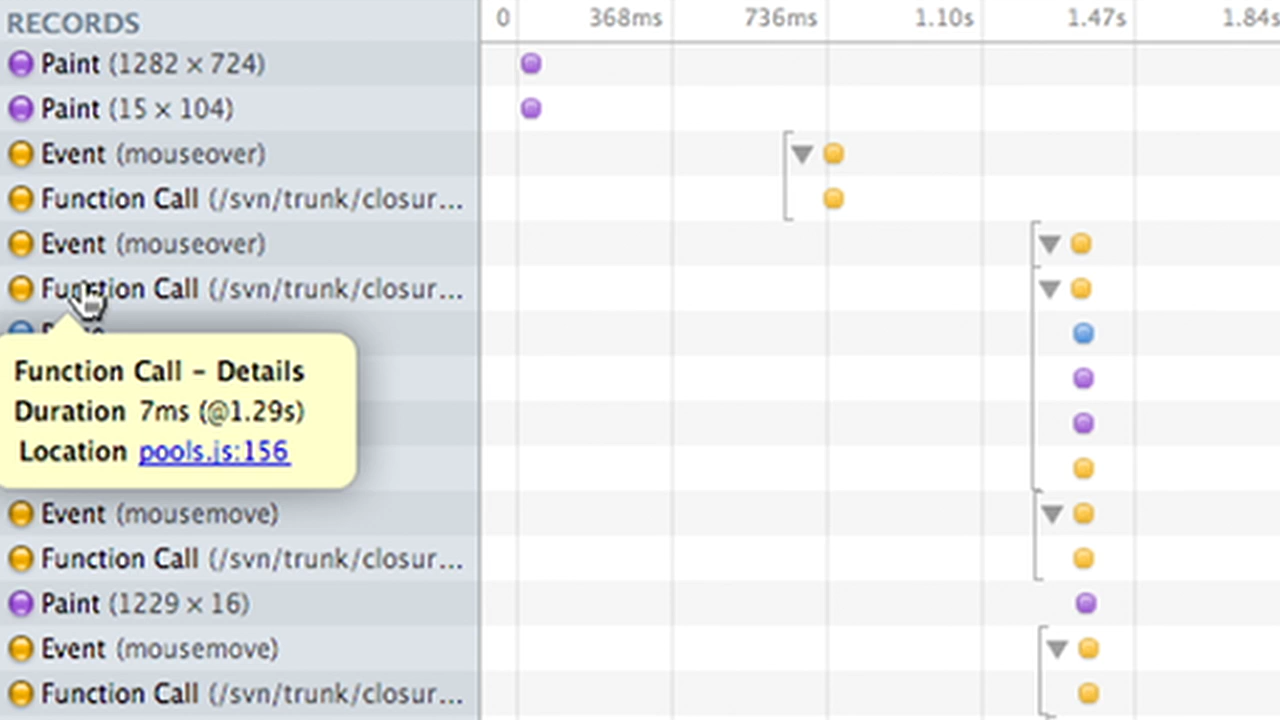 RECORDS 0 368ms 736ms 1.10s 1.47s 1.84s
Paint (1282 × 724)
Paint (15 × 104)
Event (mouseover)
Function Call (/svn/trunk/closur...
Event (mouseover)
Function Call (/svn/trunk/closur...
Function Call – Details
Duration 7ms (@1.29s)
Location pools.js:156
Event (mousemove)
Function Call (/svn/trunk/closur...
Paint (1229 × 16)
Event (mousemove)
Function Call (/svn/trunk/closur...